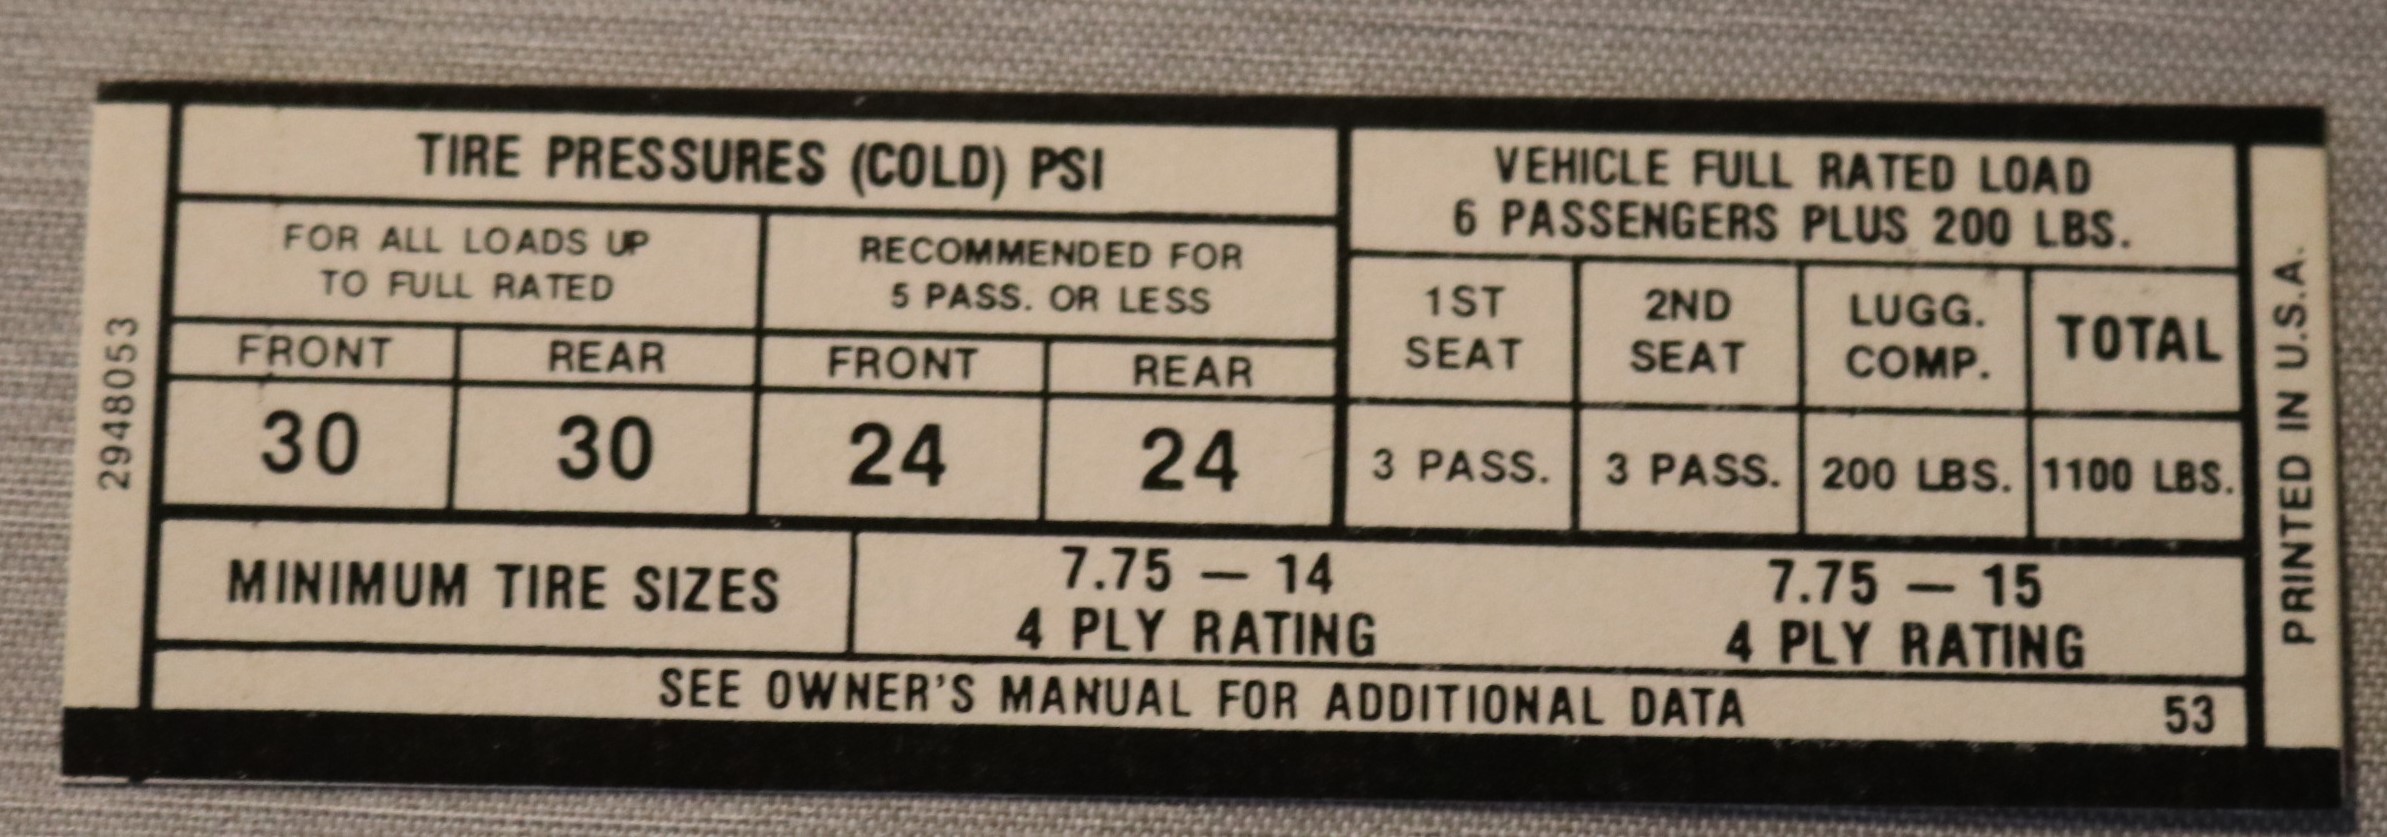 2948053
TIRE PRESSURES (COLD) PSI
FOR ALL LOADS UP
TO FULL RATED
RECOMMENDED FOR
5 PASS. OR LESS
FRONT
REAR
FRONT
REAR
30
30
24
24
VEHICLE FULL RATED LOAD
6 PASSENGERS PLUS 200 LBS.
1ST
SEAT
2ND
SEAT
LUGG.
COMP.
TOTAL
3 PASS.
3 PASS.
200 LBS.
1100 LBS.
MINIMUM TIRE SIZES
7.75 — 14
4 PLY RATING
7.75 — 15
4 PLY RATING
SEE OWNER'S MANUAL FOR ADDITIONAL DATA
53
PRINTED IN U.S.A.